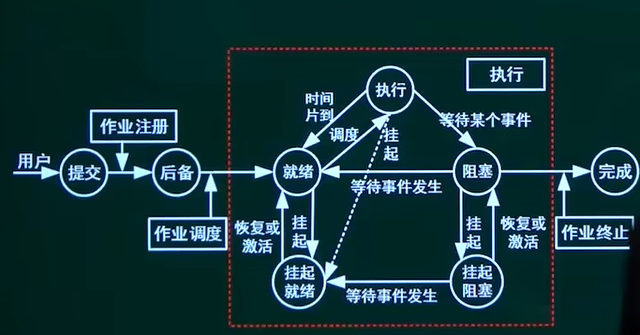 执行
执行
时间
片到
调度
挂
起
等待某个事件
作业注册
用户
提交
后备
就绪
阻塞
完成
等待事件发生
作业调度
恢复或
激活
挂
起
挂
起
恢复或
激活
作业终止
挂起
就绪
等待事件发生
挂起
阻塞